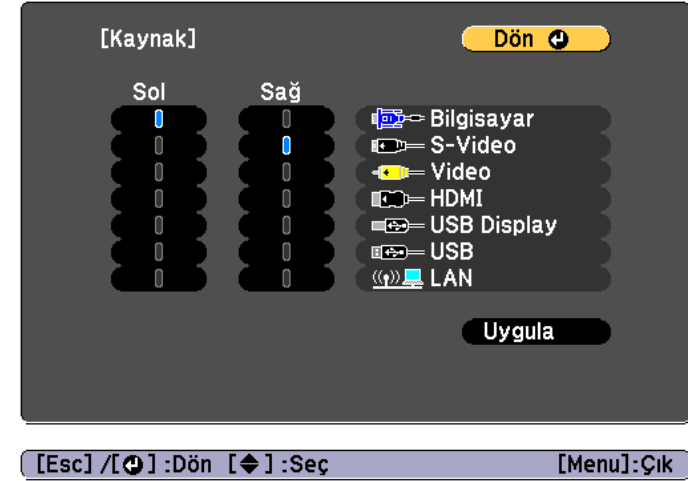 [Kaynak] Dön
Sol Sağ
Bilgisayar
S-Video
Video
HDMI
USB Display
USB
LAN
Uygula
[Esc] /[ ] :Dön [ ] :Seç [Menu]:Çık